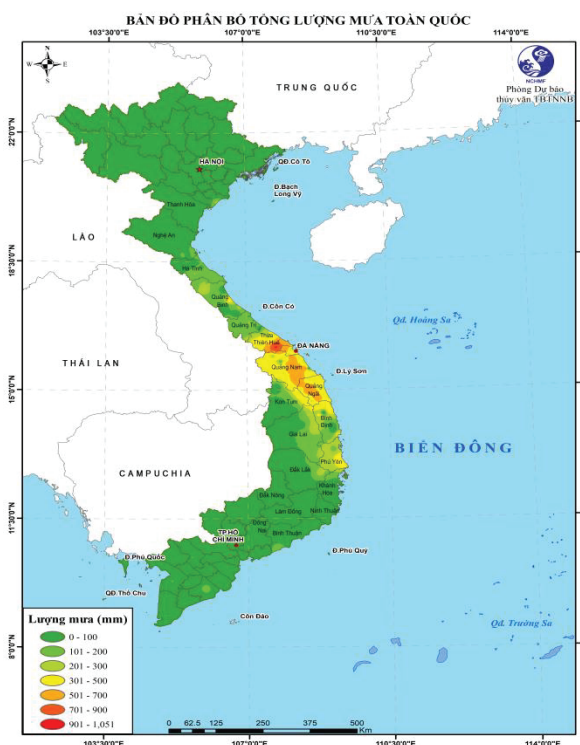 BẢN ĐỒ PHÂN BỐ TỔNG LƯỢNG MƯA TOÀN QUỐC
103°30'0"E 107°0'0"E 110°30'0"E 114°0'0"E
N
W E
S
NCHMF
Phòng Dự báo
thủy văn TBTNNB
TRUNG QUỐC
22°0'0"N
HÀ NỘI
QĐ.Cô Tô
Đ.Bạch
Long Vỹ
Thanh Hóa
LÀO
Nghệ An
18°30'0"N
Hà Tĩnh
Quảng
Bình
Đ.Cồn Cỏ
Quảng Trị
Thừa
Thiên Huế
ĐÀ NẴNG
Qđ. Hoàng Sa
THÁI LAN
Quảng Nam
Đ.Lý Sơn
15°0'0"N
Quảng
Ngãi
Kon Tum
Bình
Định
Gia Lai
BIỂN ĐÔNG
Phú Yên
CAMPUCHIA
Đắk Lắk
Khánh
Hòa
Đắk Nông
11°30'0"N
Lâm Đồng
Ninh Thuận
Đồng
Nai
Bình Thuận
TP.HỒ
CHÍ MINH
Đ.Phú Quốc
Đ.Phú Quý
QĐ.Thổ Chu
Côn Đảo
Qđ. Trường Sa
8°0'0"N
Lượng mưa (mm)
0 - 100
101 - 200
201 - 300
301 - 500
501 - 700
701 - 900
901 - 1,051
0 62.5 125 250 375 500
Km
103°30'0"E 107°0'0"E 110°30'0"E 114°0'0"E